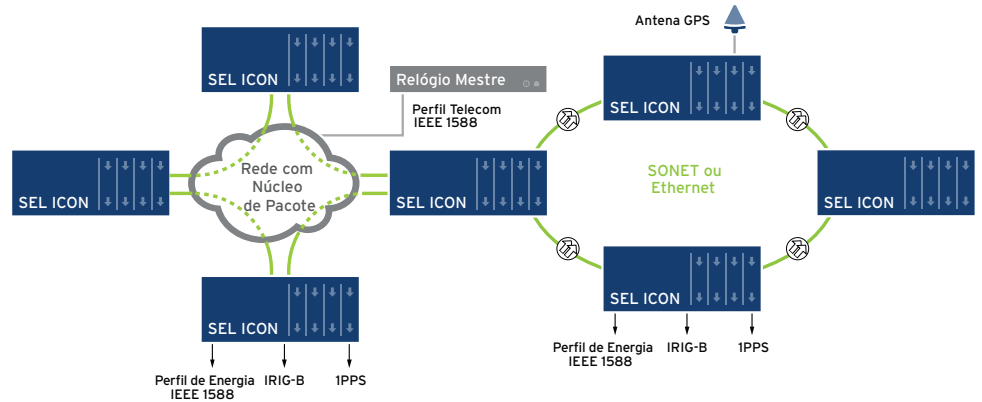 Antena GPS
SEL ICON
Relógio Mestre
SEL ICON
Perfil Telecom
IEEE 1588
Rede com
Núcleo
de Pacote
SONET ou
Ethernet
SEL ICON
SEL ICON
SEL ICON
SEL ICON
SEL ICON
Perfil de Energia
IEEE 1588
IRIG-B
1PPS
Perfil de Energia
IEEE 1588
IRIG-B
1PPS